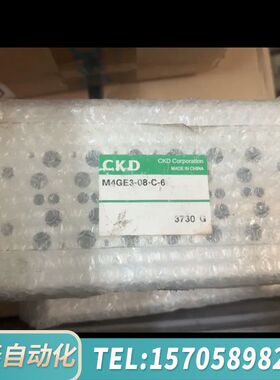 CKD
CKD Corporation
MADE IN CHINA
M4GE3-08-C-6
3730 G
自动化
TEL:15705898